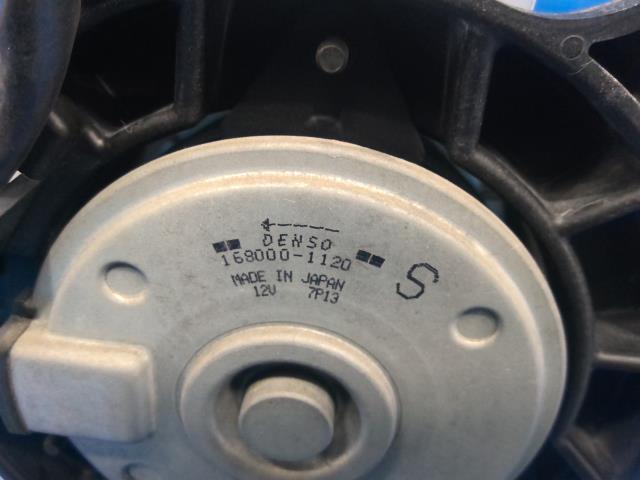 DENSO
168000-1120
MADE IN JAPAN
12V 7P13
S